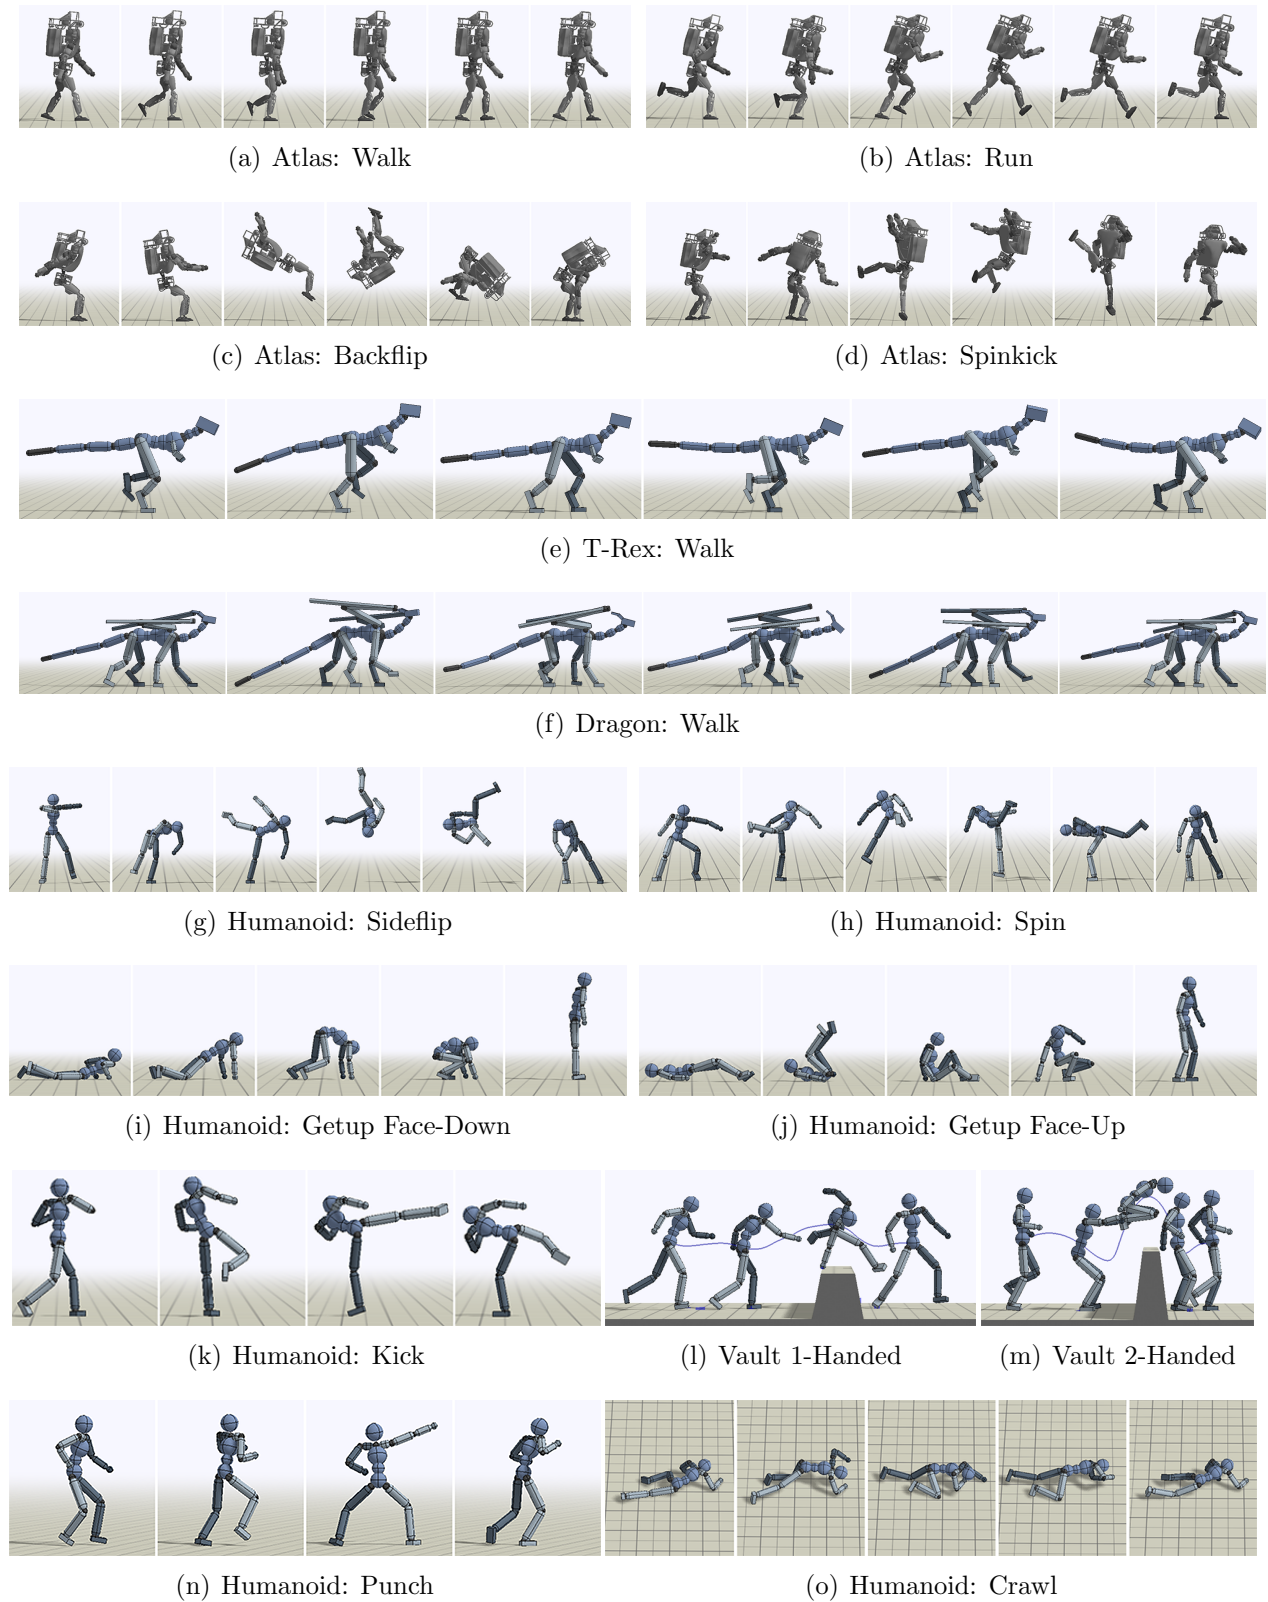 (a) Atlas: Walk
(b) Atlas: Run
(c) Atlas: Backflip
(d) Atlas: Spinkick
(e) T-Rex: Walk
(f) Dragon: Walk
(g) Humanoid: Sideflip
(h) Humanoid: Spin
(i) Humanoid: Getup Face-Down
(j) Humanoid: Getup Face-Up
(k) Humanoid: Kick
(l) Vault 1-Handed
(m) Vault 2-Handed
(n) Humanoid: Punch
(o) Humanoid: Crawl